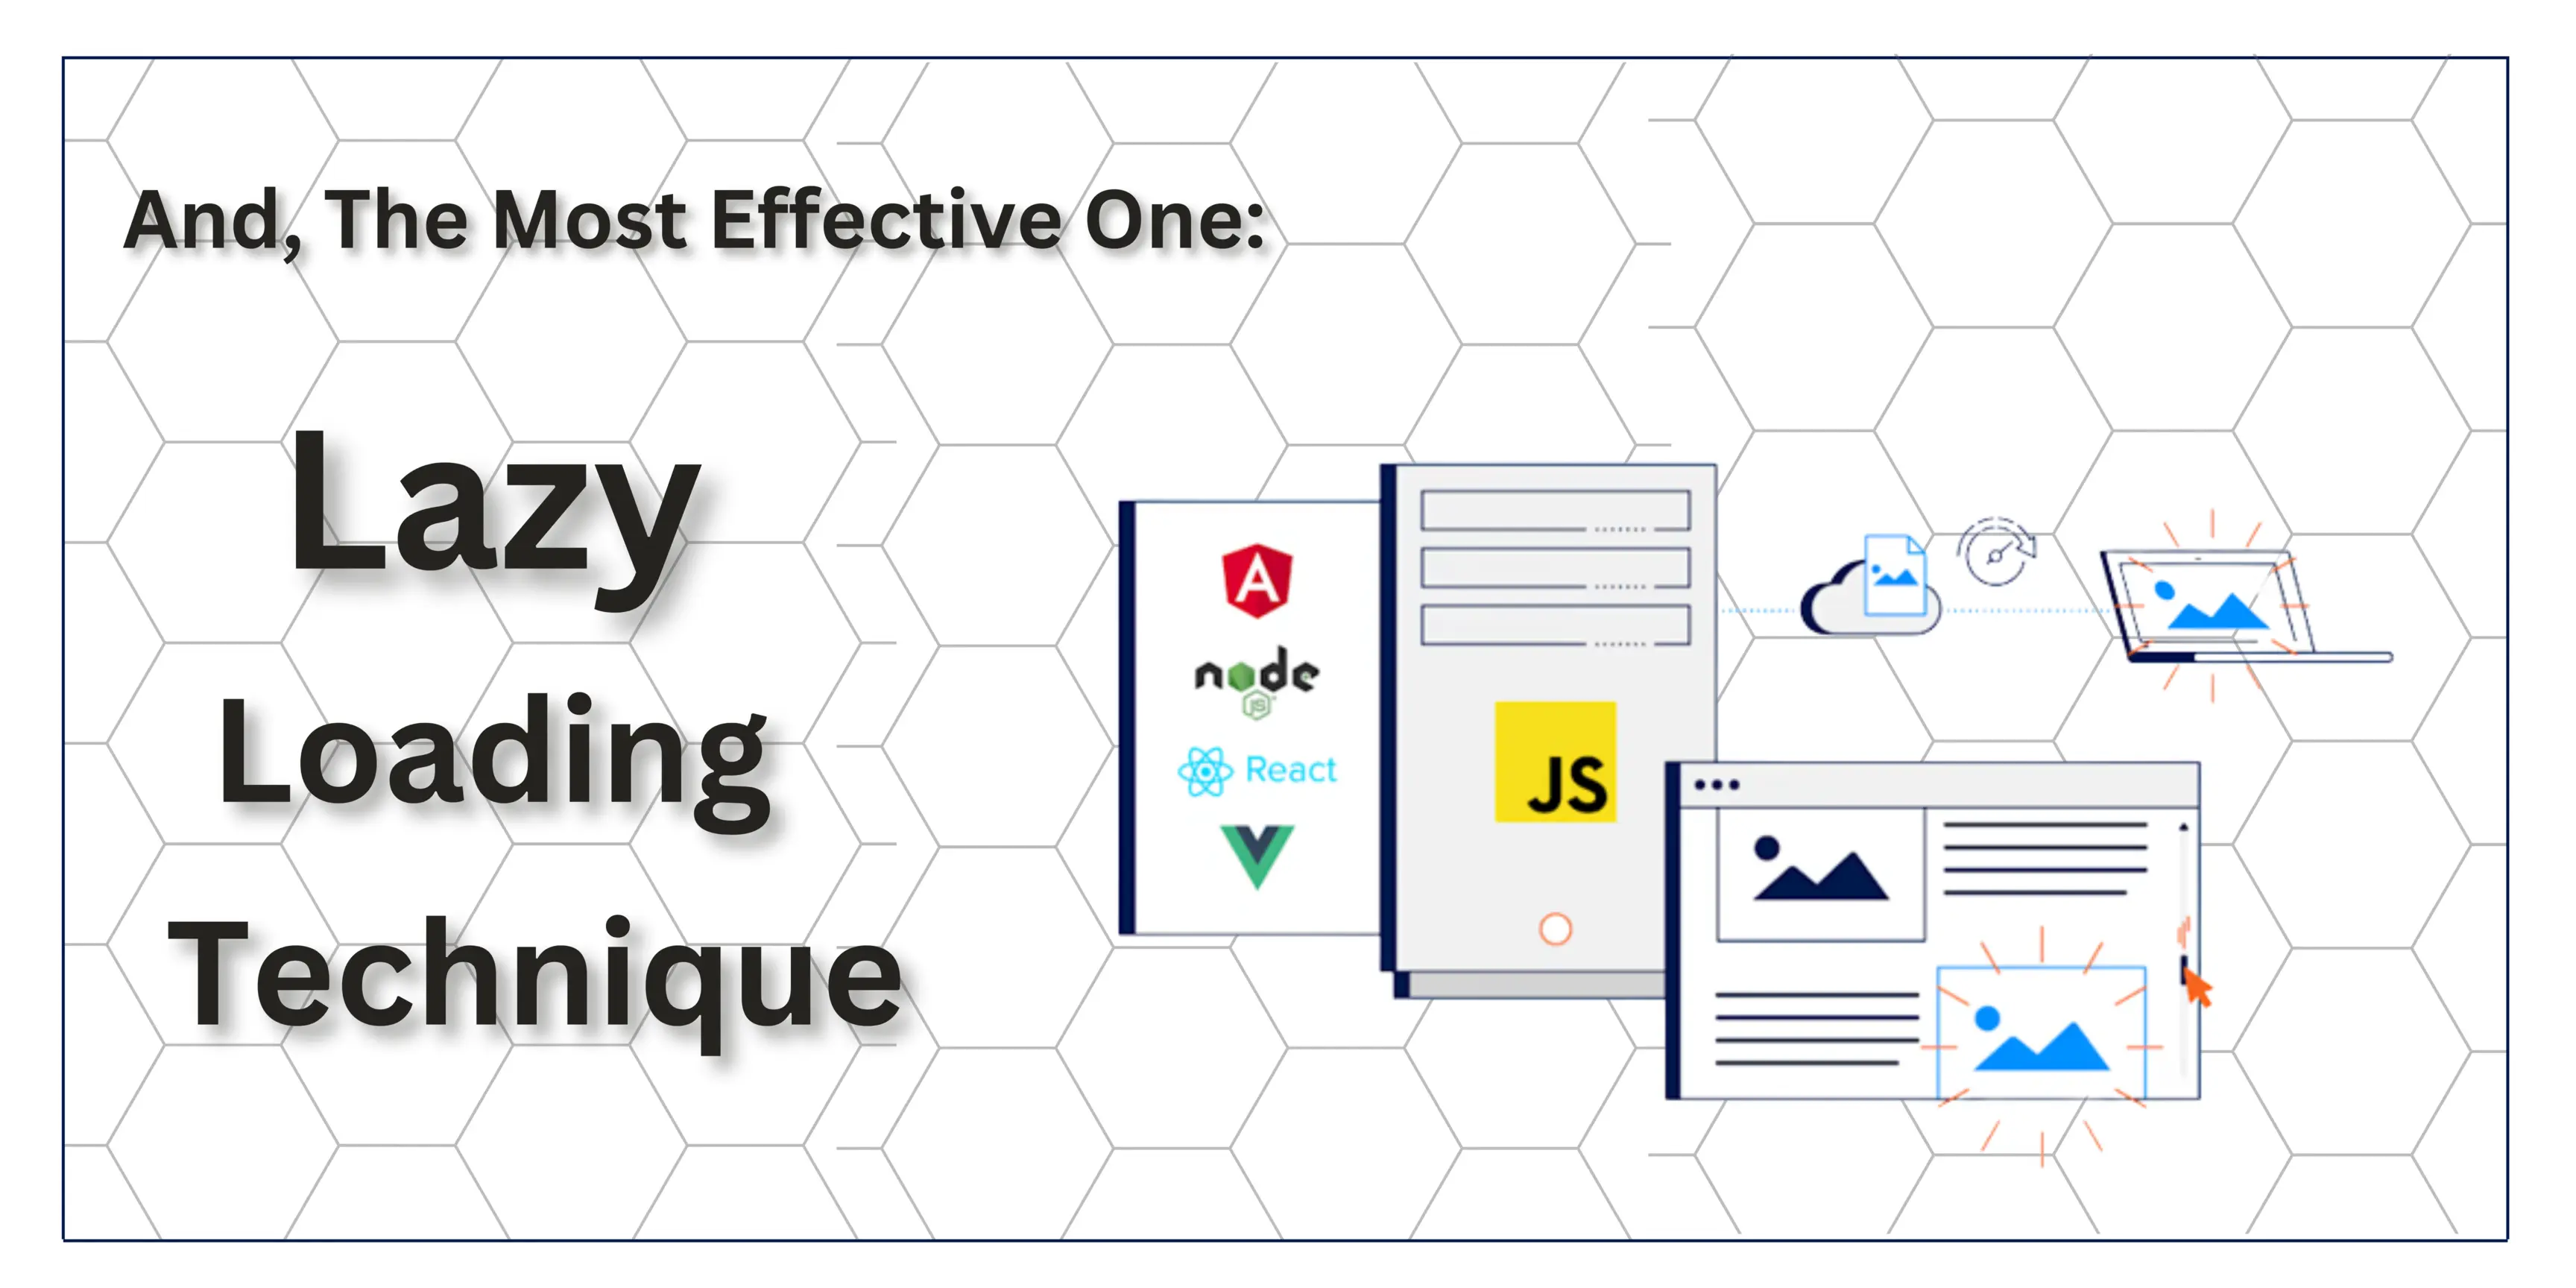 And, The Most Effective One:
Lazy
Loading
Technique
A
node
JS
React
JS